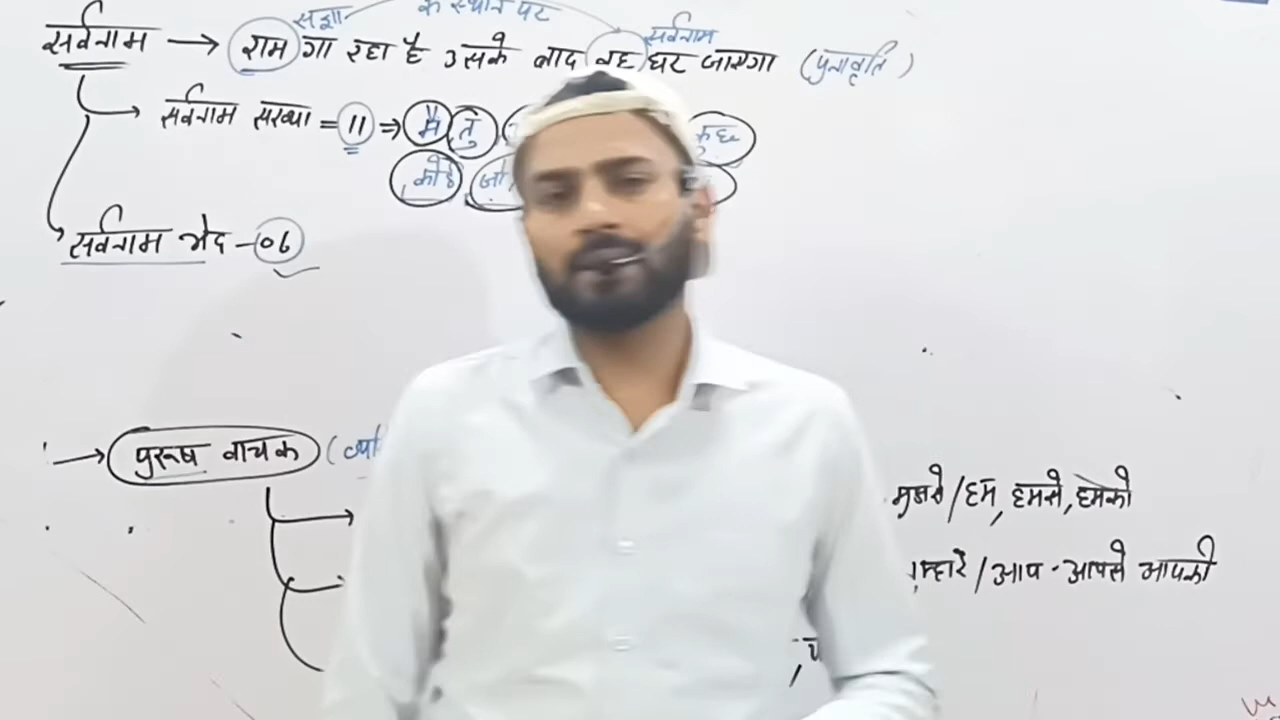 संज्ञा के स्थान पर सर्वनाम
सर्वनाम → राम गा रहा है उसके बाद वह घर जाएगा (पुनावृति)
सर्वनाम संख्या = 11 ⇒ मैं तु कुछ
कोई जो
सर्वनाम भेद - 06
→ पुरूष वाचक (
मुझसे / हम, हमसे, हमको
म्हारे / आप - आपसे आपको